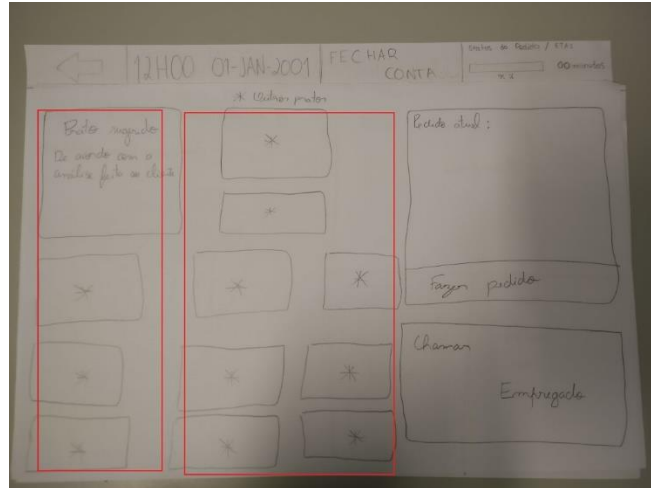 12H00 01-JAN-2001
FECHAR
CONTA
Status do Pedido / ETA:
00 minutos
* Outros pratos
Prato sugerido
De acordo com a
análise feita ao cliente
Pedido atual:
Fazer pedido
Chamar
Empregado